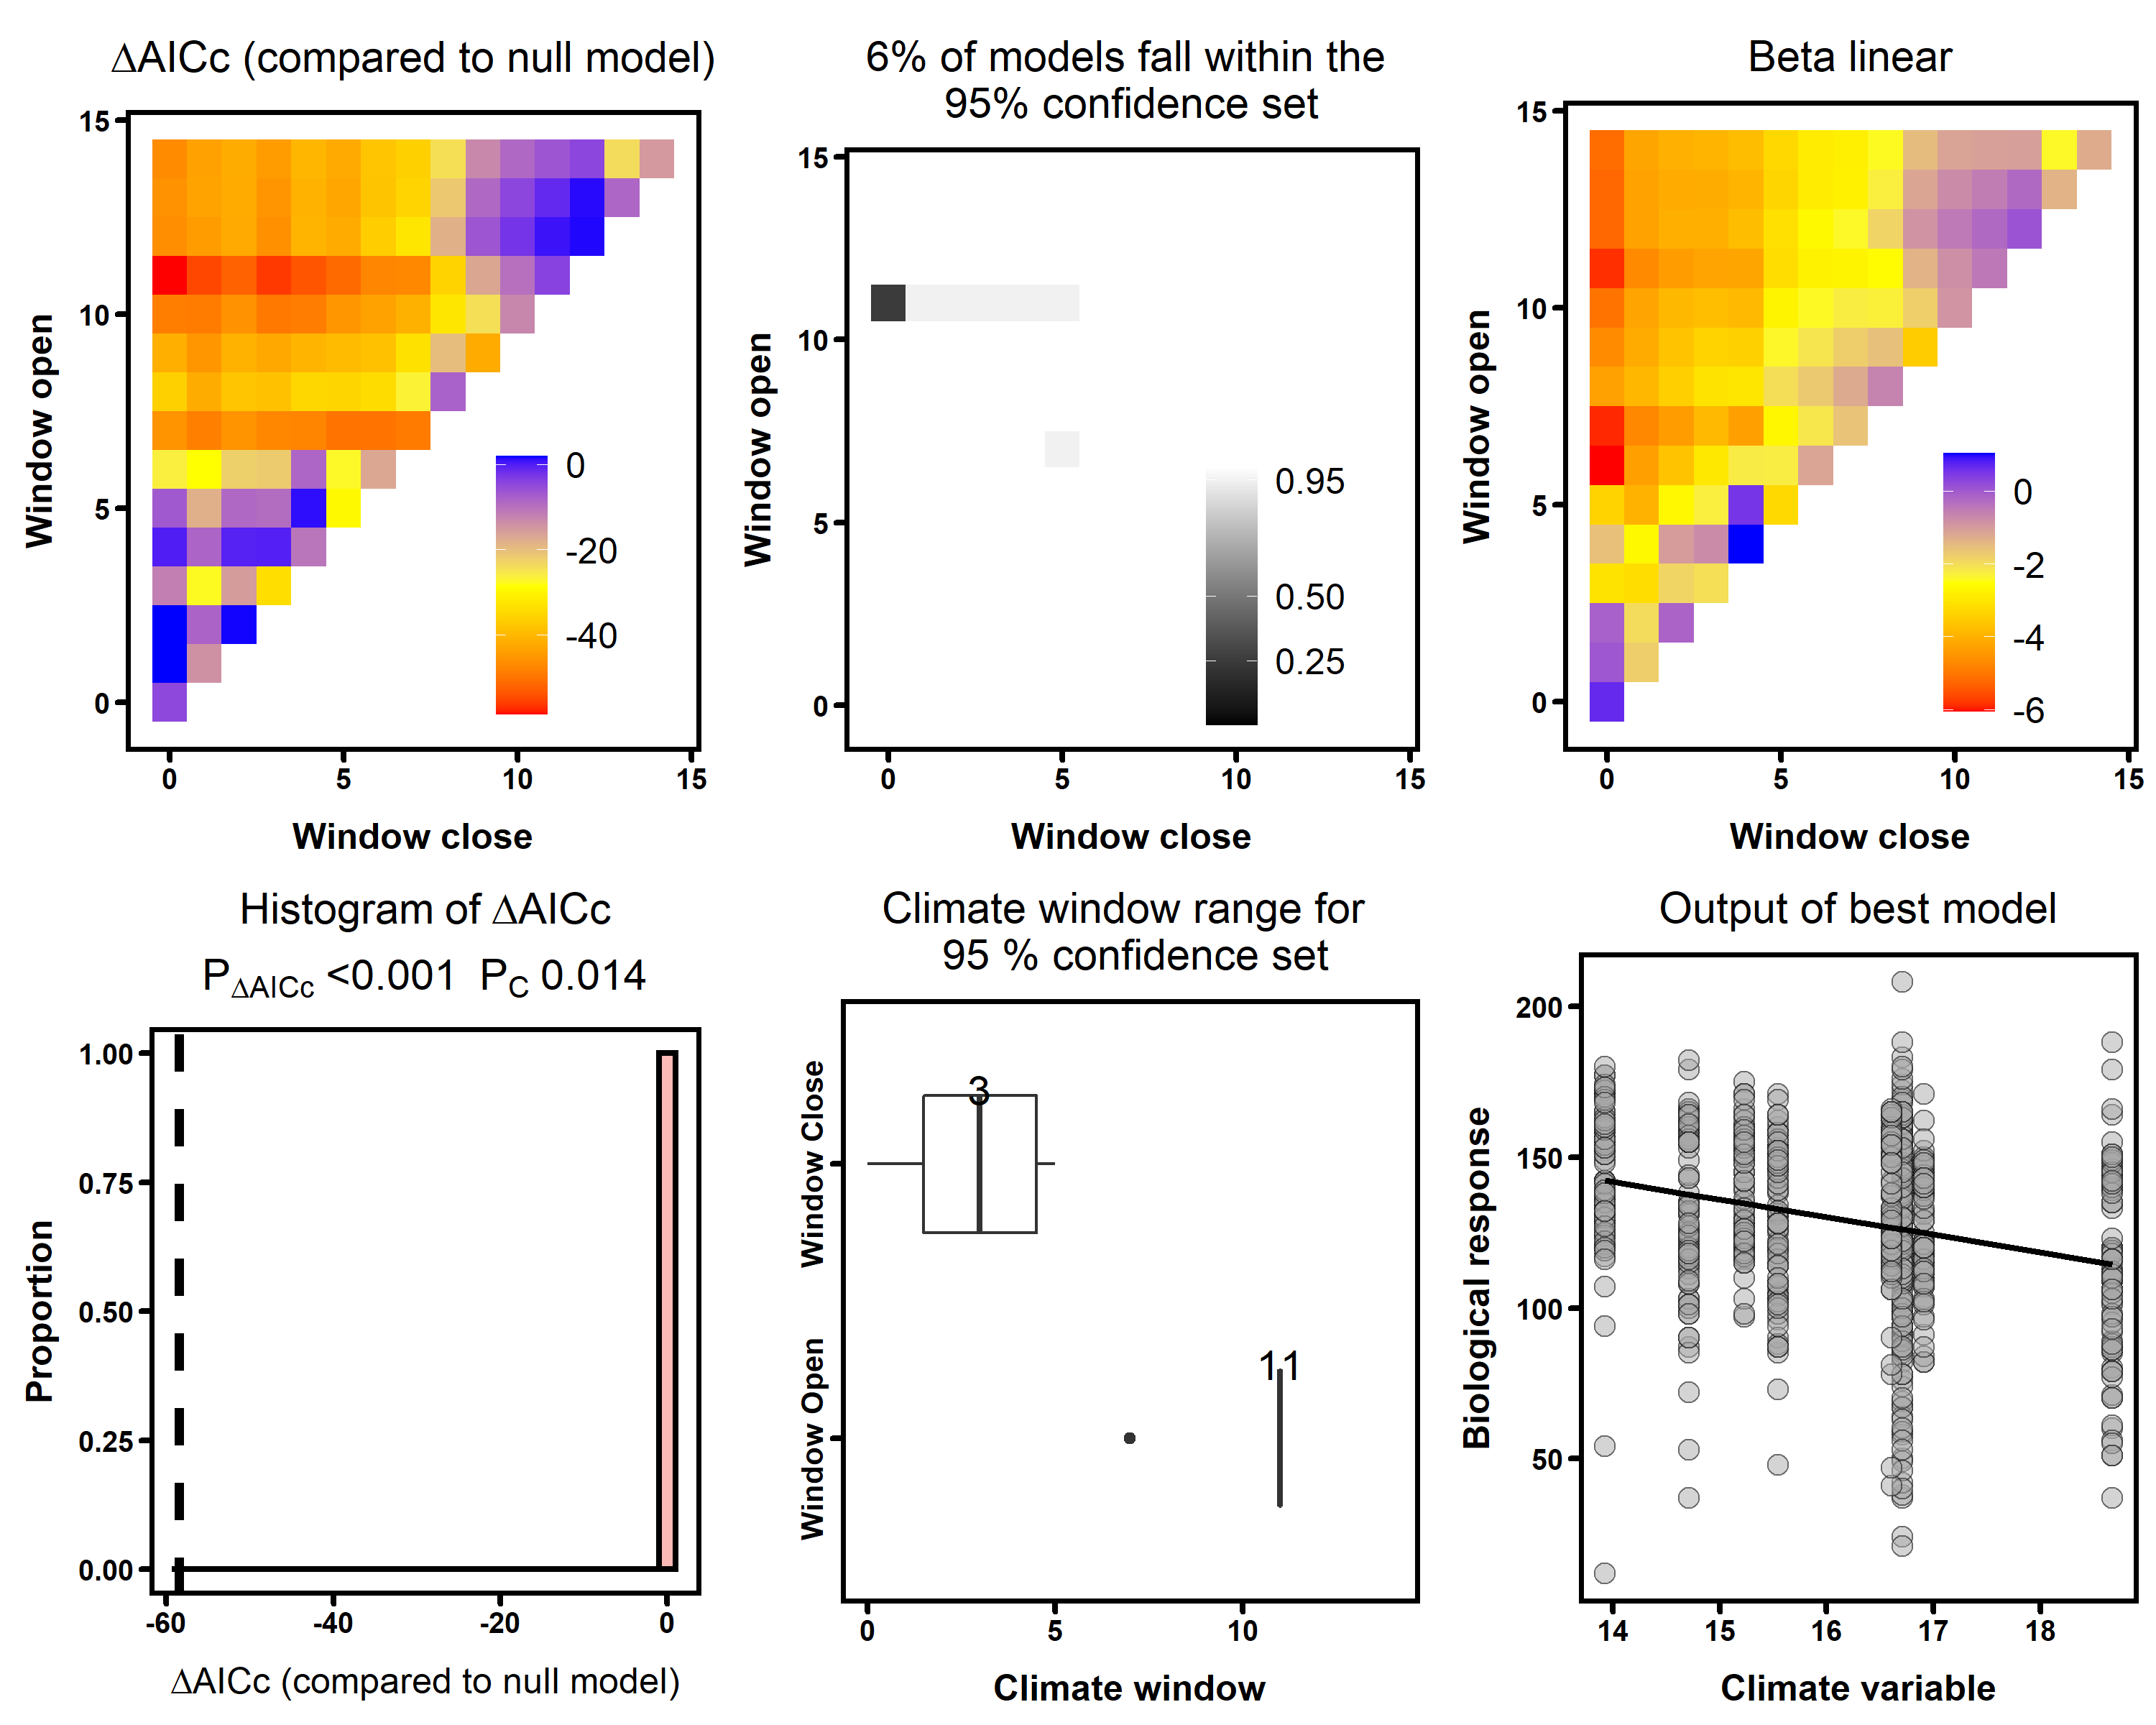 ΔAICc (compared to null model)
15
10
5
0
Window open
0
-20
-40
0
5
10
15
Window close
6% of models fall within the
95% confidence set
15
10
5
0
Window open
0.95
0.50
0.25
0
5
10
15
Window close
Beta linear
15
10
5
0
Window open
0
-2
-4
-6
0
5
10
15
Window close
Histogram of ΔAICc
PΔAICc <0.001 PC 0.014
1.00
0.75
0.50
0.25
0.00
Proportion
-60
-40
-20
0
ΔAICc (compared to null model)
Climate window range for
95 % confidence set
Window Close
Window Open
3
11
0
5
10
Climate window
Output of best model
200
150
100
50
Biological response
14
15
16
17
18
Climate variable